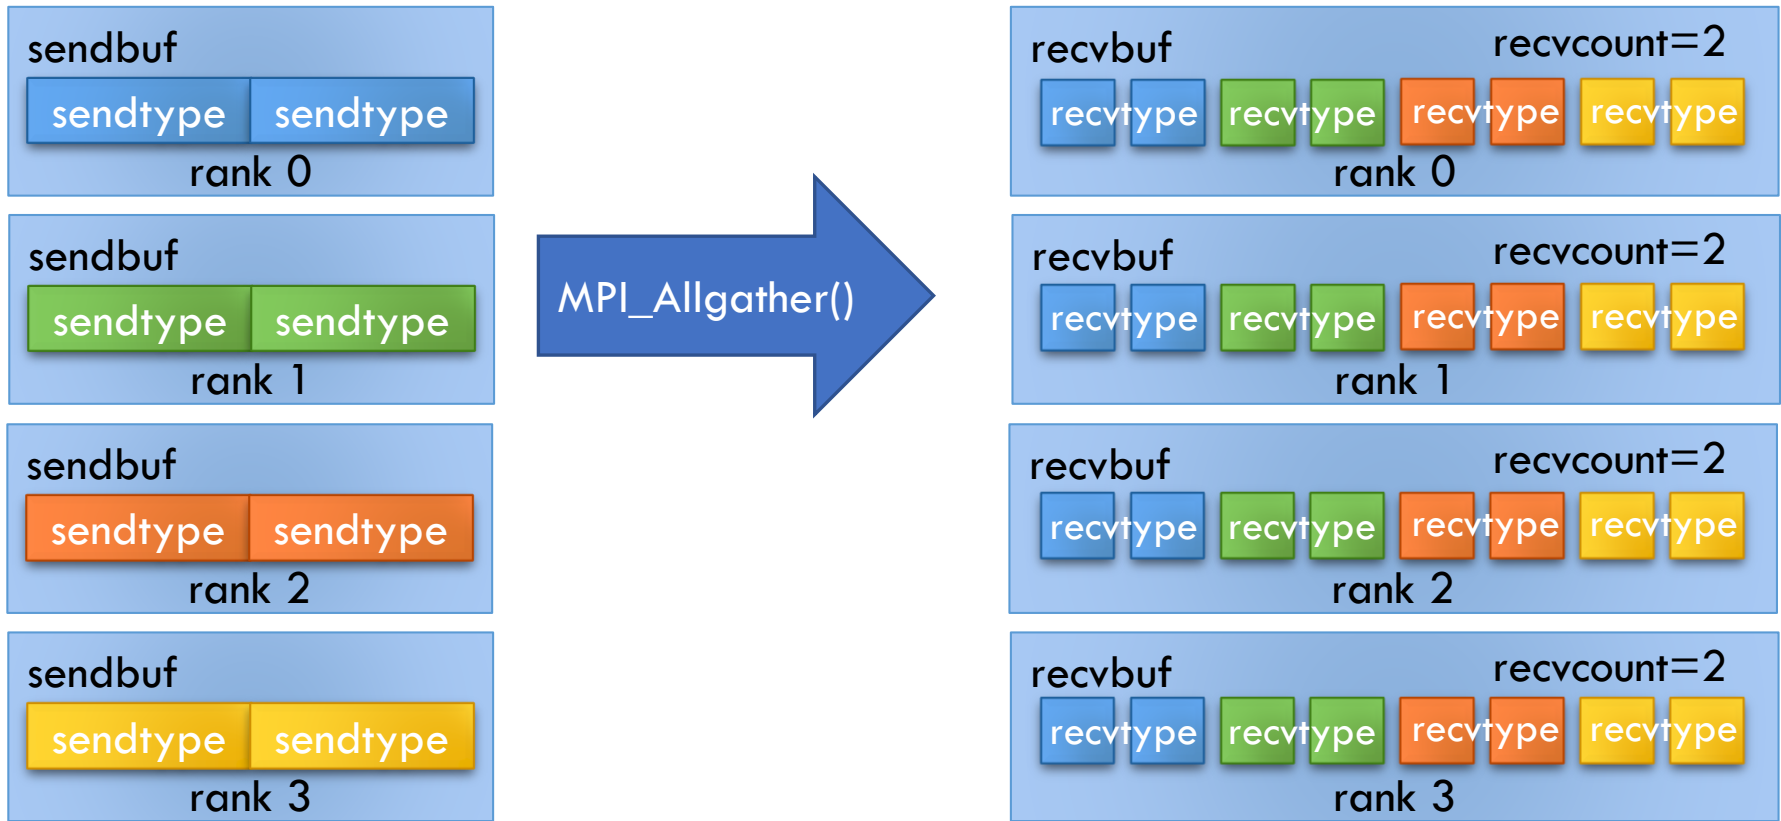 sendbuf
sendtype sendtype
rank 0
sendbuf
sendtype sendtype
rank 1
sendbuf
sendtype sendtype
rank 2
sendbuf
sendtype sendtype
rank 3
MPI_Allgather()
recvbuf recvcount=2
recvtype recvtype recvtype recvtype
rank 0
recvbuf recvcount=2
recvtype recvtype recvtype recvtype
rank 1
recvbuf recvcount=2
recvtype recvtype recvtype recvtype
rank 2
recvbuf recvcount=2
recvtype recvtype recvtype recvtype
rank 3